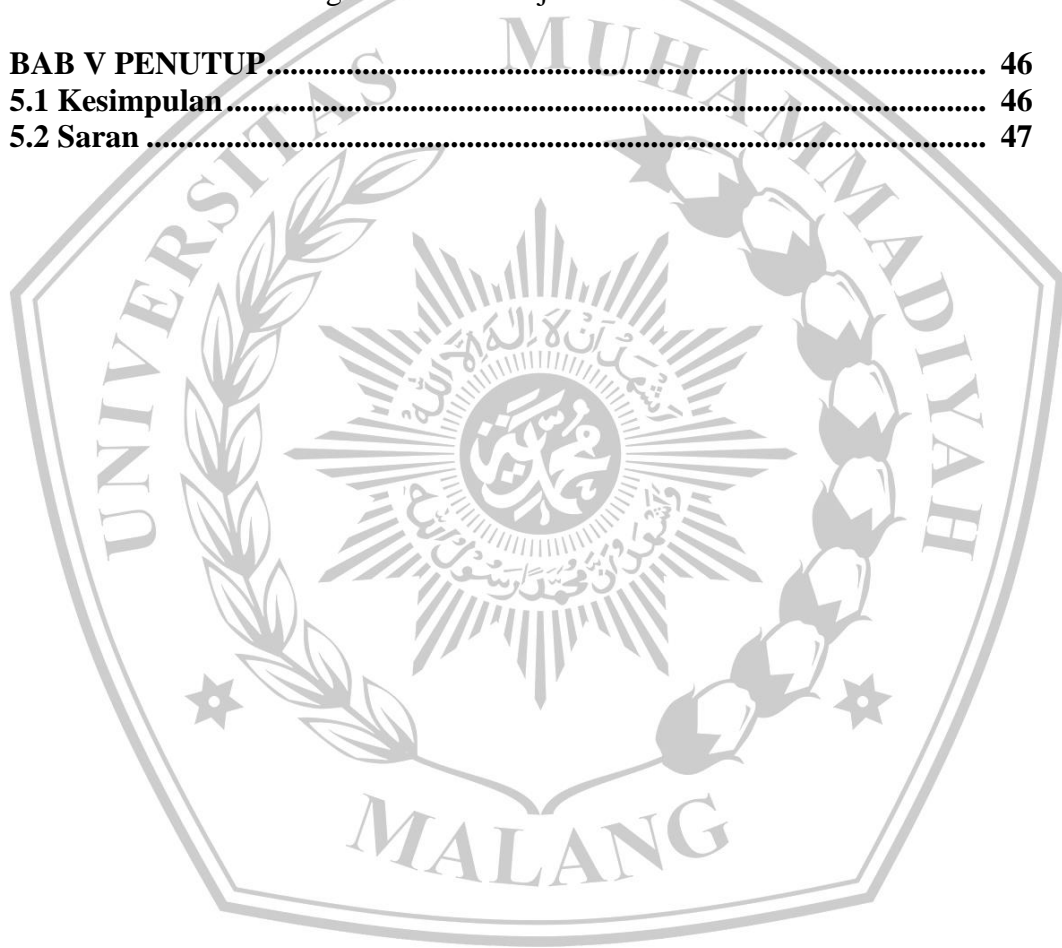 BAB V PENUTUP.......................................................................................... 46
5.1 Kesimpulan............................................................................................... 46
5.2 Saran ......................................................................................................... 47
UNIVERSITAS MUHAMMADIYAH
MALANG